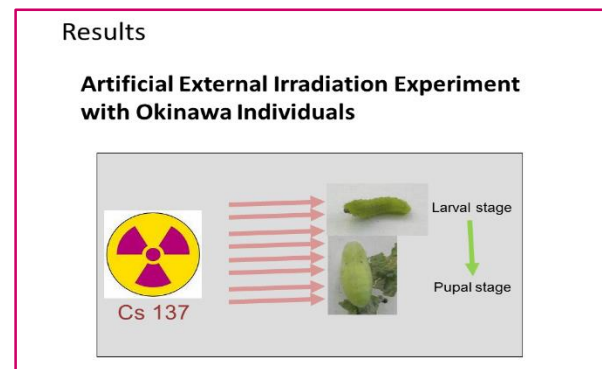 Results
Artificial External Irradiation Experiment
with Okinawa Individuals
Larval stage
Pupal stage
Cs 137